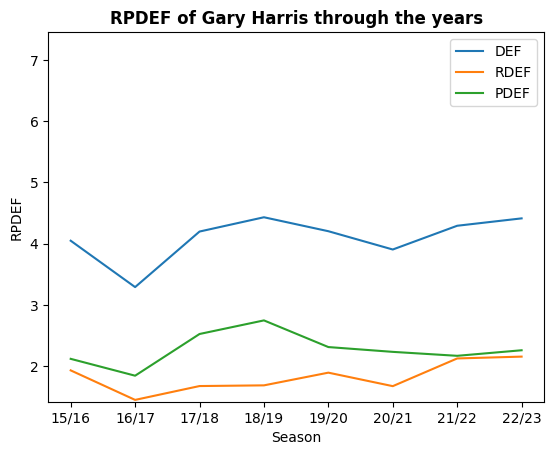 RPDEF of Gary Harris through the years
DEF
RDEF
PDEF
RPDEF
7
6
5
4
3
2
15/16 16/17 17/18 18/19 19/20 20/21 21/22 22/23
Season